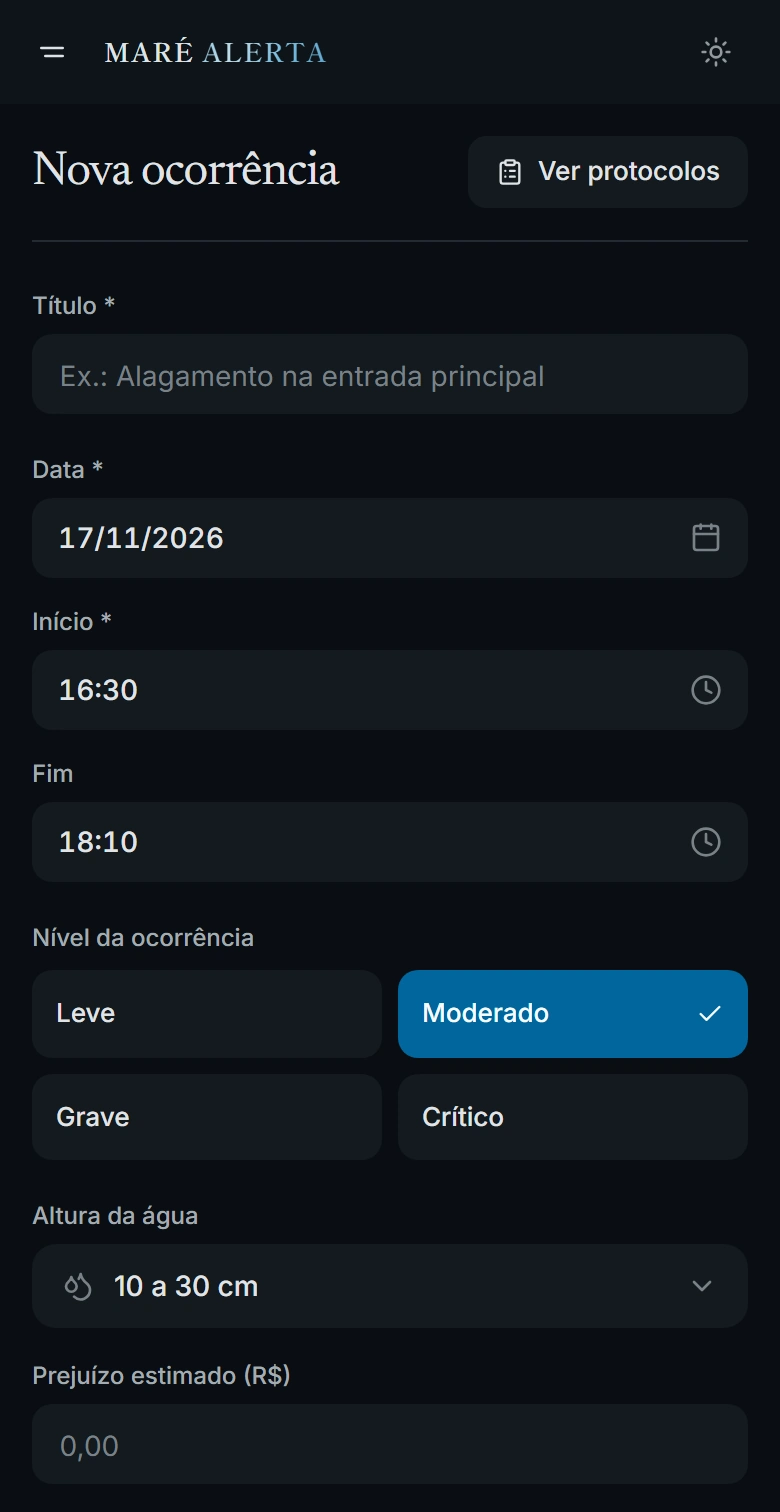 MARÉ ALERTA
Nova ocorrência
Ver protocolos
Título *
Ex.: Alagamento na entrada principal
Data *
17/11/2026
Início *
16:30
Fim
18:10
Nível da ocorrência
Leve
Moderado
Grave
Crítico
Altura da água
10 a 30 cm
Prejuízo estimado (R$)
0,00